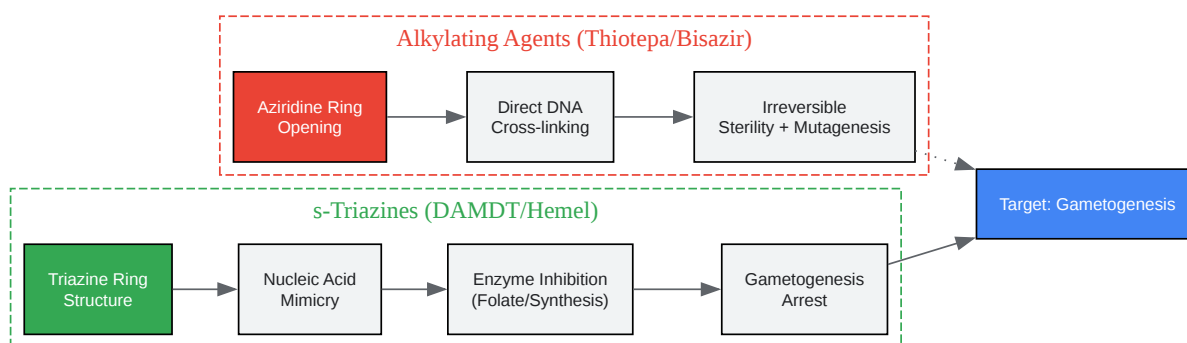 Alkylating Agents (Thiotepa/Bisazir)
Aziridine Ring
Opening
Direct DNA
Cross-linking
Irreversible
Sterility + Mutagenesis
Target: Gametogenesis
s-Triazines (DAMDT/Hemel)
Triazine Ring
Structure
Nucleic Acid
Mimicry
Enzyme Inhibition
(Folate/Synthesis)
Gametogenesis
Arrest